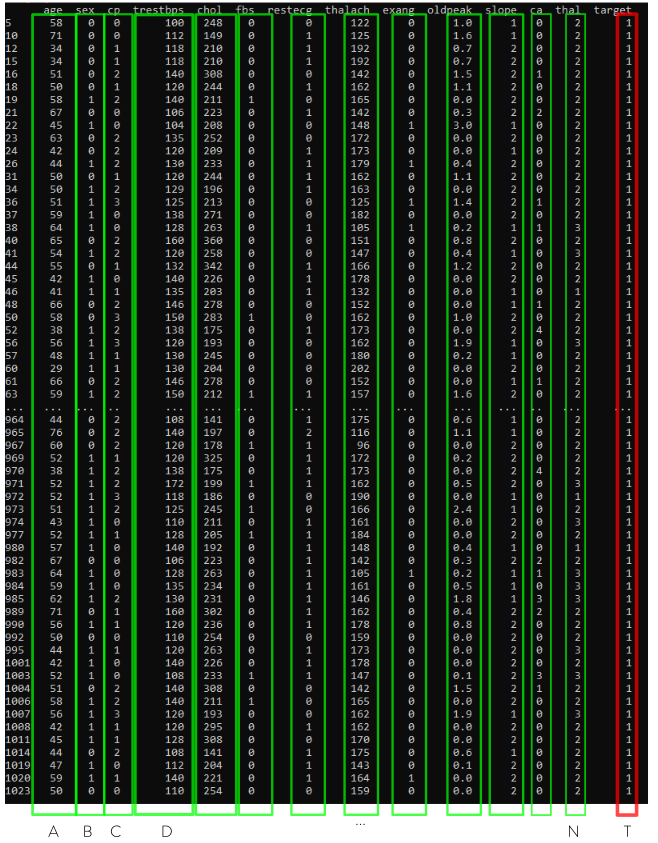 age sex cp trestbps chol fbs restecg thalach exang oldpeak slope ca thal target
5 58 0 0 100 248 0 0 122 0 1.0 1 0 2 1
10 71 0 0 112 149 0 1 125 0 1.6 1 0 2 1
12 34 0 1 118 210 0 1 192 0 0.7 2 0 2 1
15 34 0 1 118 210 0 1 192 0 0.7 2 0 2 1
16 51 0 2 140 308 0 0 142 0 1.5 2 1 2 1
18 50 0 1 120 244 0 1 162 0 1.1 2 0 2 1
19 58 1 2 140 211 1 0 165 0 0.0 2 0 2 1
21 67 0 0 106 223 0 1 142 0 0.3 2 2 2 1
22 45 1 0 104 208 0 0 148 1 3.0 1 0 2 1
23 63 0 2 135 252 0 0 172 0 0.0 2 0 2 1
24 42 0 2 120 209 0 1 173 0 0.0 1 0 2 1
26 44 1 2 130 233 0 1 179 1 0.4 2 0 2 1
31 50 0 1 120 244 0 1 162 0 1.1 2 0 2 1
34 50 1 2 129 196 0 1 163 0 0.0 2 0 2 1
36 51 1 3 125 213 0 0 125 1 1.4 2 1 2 1
37 59 1 0 138 271 0 0 182 0 0.0 2 0 2 1
38 64 1 0 128 263 0 1 105 1 0.2 1 1 3 1
40 65 0 2 160 360 0 0 151 0 0.8 2 0 2 1
41 54 1 2 120 258 0 0 147 0 0.4 1 0 3 1
44 55 0 1 132 342 0 1 166 0 1.2 2 0 2 1
45 42 1 0 140 226 0 1 178 0 0.0 2 0 2 1
46 41 1 1 135 203 0 1 132 0 0.0 1 0 1 1
48 66 0 2 146 278 0 0 152 0 0.0 1 1 2 1
50 58 0 3 150 283 1 0 162 0 1.0 2 0 2 1
52 38 1 2 138 175 0 1 173 0 0.0 2 4 2 1
56 56 1 3 120 193 0 0 162 0 1.9 1 0 3 1
57 48 1 1 130 245 0 0 180 0 0.2 1 0 2 1
60 29 1 1 130 204 0 0 202 0 0.0 2 0 2 1
61 66 0 2 146 278 0 0 152 0 0.0 1 1 2 1
63 59 1 2 150 212 1 1 157 0 1.6 2 0 2 1
... ... ... .. ... ... ... ... ... ... ... ... .. ... ...
964 44 0 2 108 141 0 1 175 0 0.6 1 0 2 1
965 76 0 2 140 197 0 2 116 0 1.1 1 0 2 1
967 60 0 2 120 178 1 1 96 0 0.0 2 0 2 1
969 52 1 1 120 325 0 1 172 0 0.2 2 0 2 1
970 38 1 2 138 175 0 1 173 0 0.0 2 4 2 1
971 52 1 2 172 199 1 1 162 0 0.5 2 0 3 1
972 52 1 3 118 186 0 0 190 0 0.0 1 0 1 1
973 51 1 2 125 245 1 0 166 0 2.4 1 0 2 1
974 43 1 0 110 211 0 1 161 0 0.0 2 0 3 1
977 52 1 1 128 205 1 1 184 0 0.0 2 0 2 1
980 57 1 0 140 192 0 1 148 0 0.4 1 0 1 1
982 67 0 0 106 223 0 1 142 0 0.3 2 2 2 1
983 64 1 0 128 263 0 1 105 1 0.2 1 1 3 1
984 59 1 0 135 234 0 1 161 0 0.5 1 0 3 1
985 62 1 2 130 231 0 1 146 0 1.8 1 3 3 1
989 71 0 1 160 302 0 1 162 0 0.4 2 2 2 1
990 56 1 1 120 236 0 1 178 0 0.8 2 0 2 1
992 50 0 0 110 254 0 0 159 0 0.0 2 0 2 1
995 44 1 1 120 263 0 1 173 0 0.0 2 0 3 1
1001 42 1 0 140 226 0 1 178 0 0.0 2 0 2 1
1003 52 1 0 108 233 1 1 147 0 0.1 2 3 3 1
1004 51 0 2 140 308 0 0 142 0 1.5 2 1 2 1
1006 58 1 2 140 211 1 0 165 0 0.0 2 0 2 1
1007 56 1 3 120 193 0 0 162 0 1.9 1 0 3 1
1008 42 1 1 120 295 0 1 162 0 0.0 2 0 2 1
1011 45 1 1 128 308 0 0 170 0 0.0 2 0 2 1
1014 44 0 2 108 141 0 1 175 0 0.6 1 0 2 1
1019 47 1 0 112 204 0 1 143 0 0.1 2 0 2 1
1020 59 1 1 140 221 0 1 164 1 0.0 2 0 2 1
1023 50 0 0 110 254 0 0 159 0 0.0 2 0 2 1
A B C D ... N T